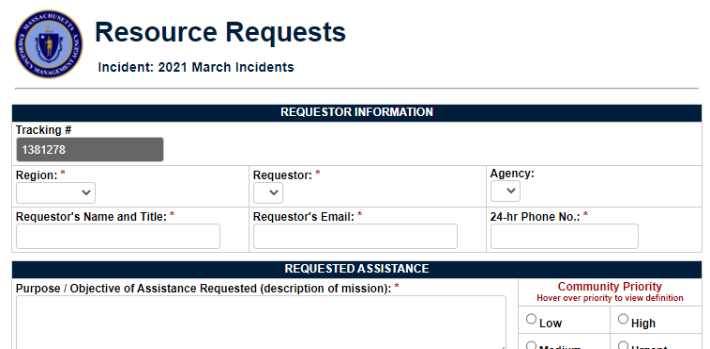 MASSACHUSETTS
EMERGENCY MANAGEMENT AGENCY
Resource Requests
Incident: 2021 March Incidents
REQUESTOR INFORMATION
Tracking #
1381278
Region: * Requestor: * Agency:
Requestor's Name and Title: * Requestor's Email: * 24-hr Phone No.: *
REQUESTED ASSISTANCE
Purpose / Objective of Assistance Requested (description of mission): * Community Priority
Hover over priority to view definition
Low High
Medium Urgent